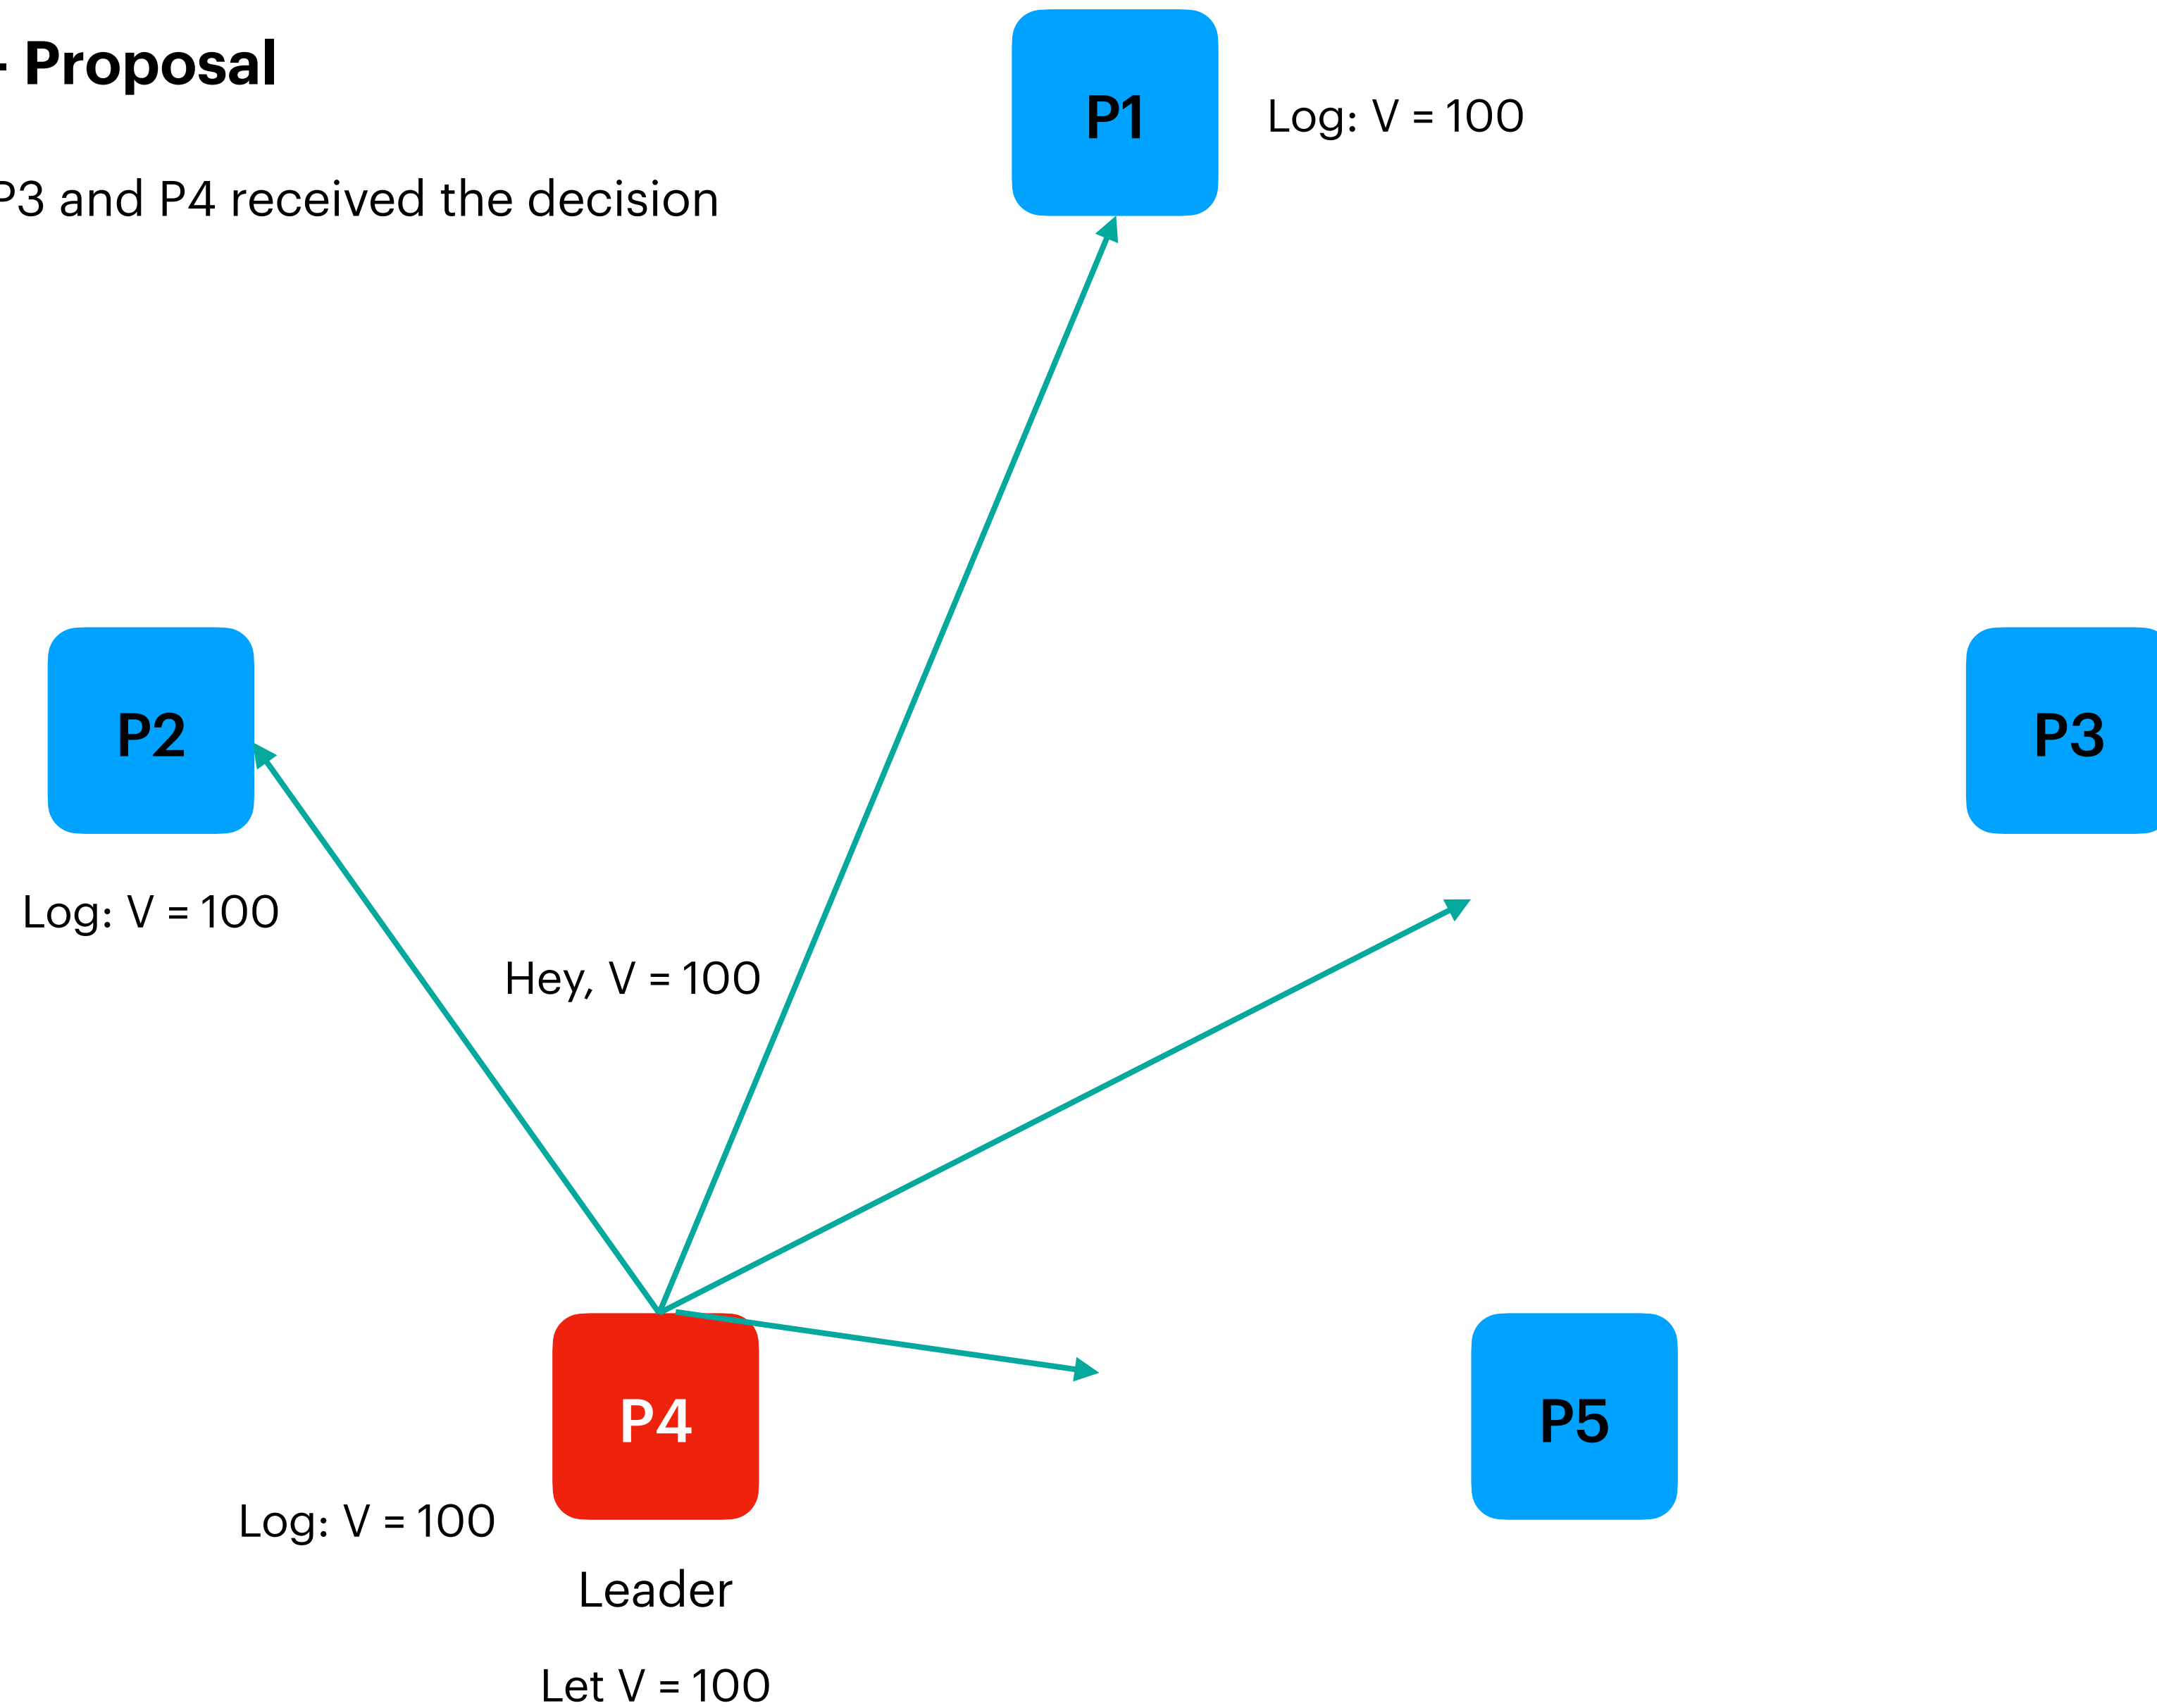 - Proposal
P1
Log: V = 100
P3 and P4 received the decision
P2
P3
Log: V = 100
Hey, V = 100
P4
P5
Log: V = 100
Leader
Let V = 100